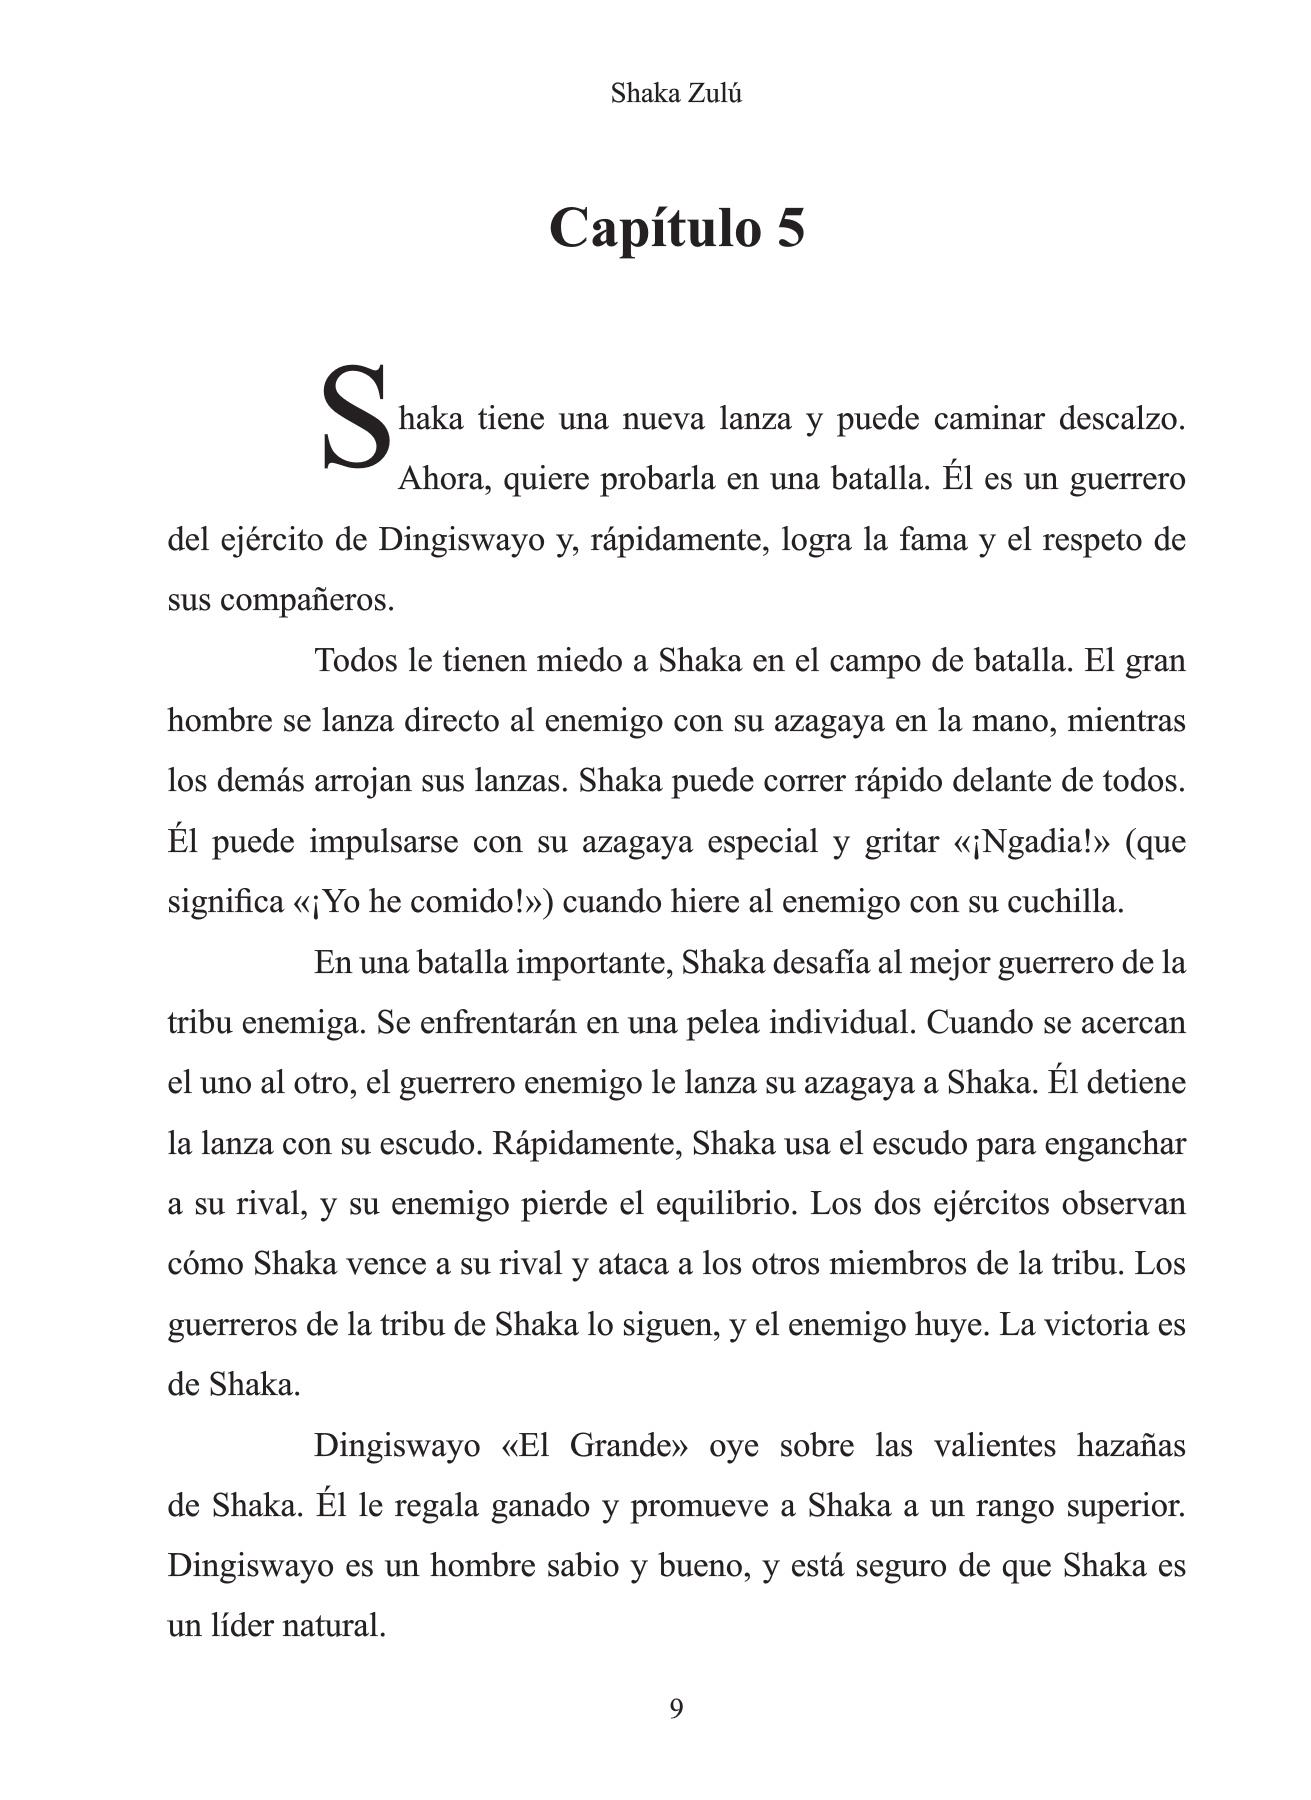 Shaka Zulú
Capítulo 5
Shaka tiene una nueva lanza y puede caminar descalzo.
Ahora, quiere probarla en una batalla. Él es un guerrero
del ejército de Dingiswayo y, rápidamente, logra la fama y el respeto de
sus compañeros.
Todos le tienen miedo a Shaka en el campo de batalla. El gran
hombre se lanza directo al enemigo con su azagaya en la mano, mientras
los demás arrojan sus lanzas. Shaka puede correr rápido delante de todos.
Él puede impulsarse con su azagaya especial y gritar «¡Ngadia!» (que
significa «¡Yo he comido!») cuando hiere al enemigo con su cuchilla.
En una batalla importante, Shaka desafía al mejor guerrero de la
tribu enemiga. Se enfrentarán en una pelea individual. Cuando se acercan
el uno al otro, el guerrero enemigo le lanza su azagaya a Shaka. Él detiene
la lanza con su escudo. Rápidamente, Shaka usa el escudo para enganchar
a su rival, y su enemigo pierde el equilibrio. Los dos ejércitos observan
cómo Shaka vence a su rival y ataca a los otros miembros de la tribu. Los
guerreros de la tribu de Shaka lo siguen, y el enemigo huye. La victoria es
de Shaka.
Dingiswayo «El Grande» oye sobre las valientes hazañas
de Shaka. Él le regala ganado y promueve a Shaka a un rango superior.
Dingiswayo es un hombre sabio y bueno, y está seguro de que Shaka es
un líder natural.
9